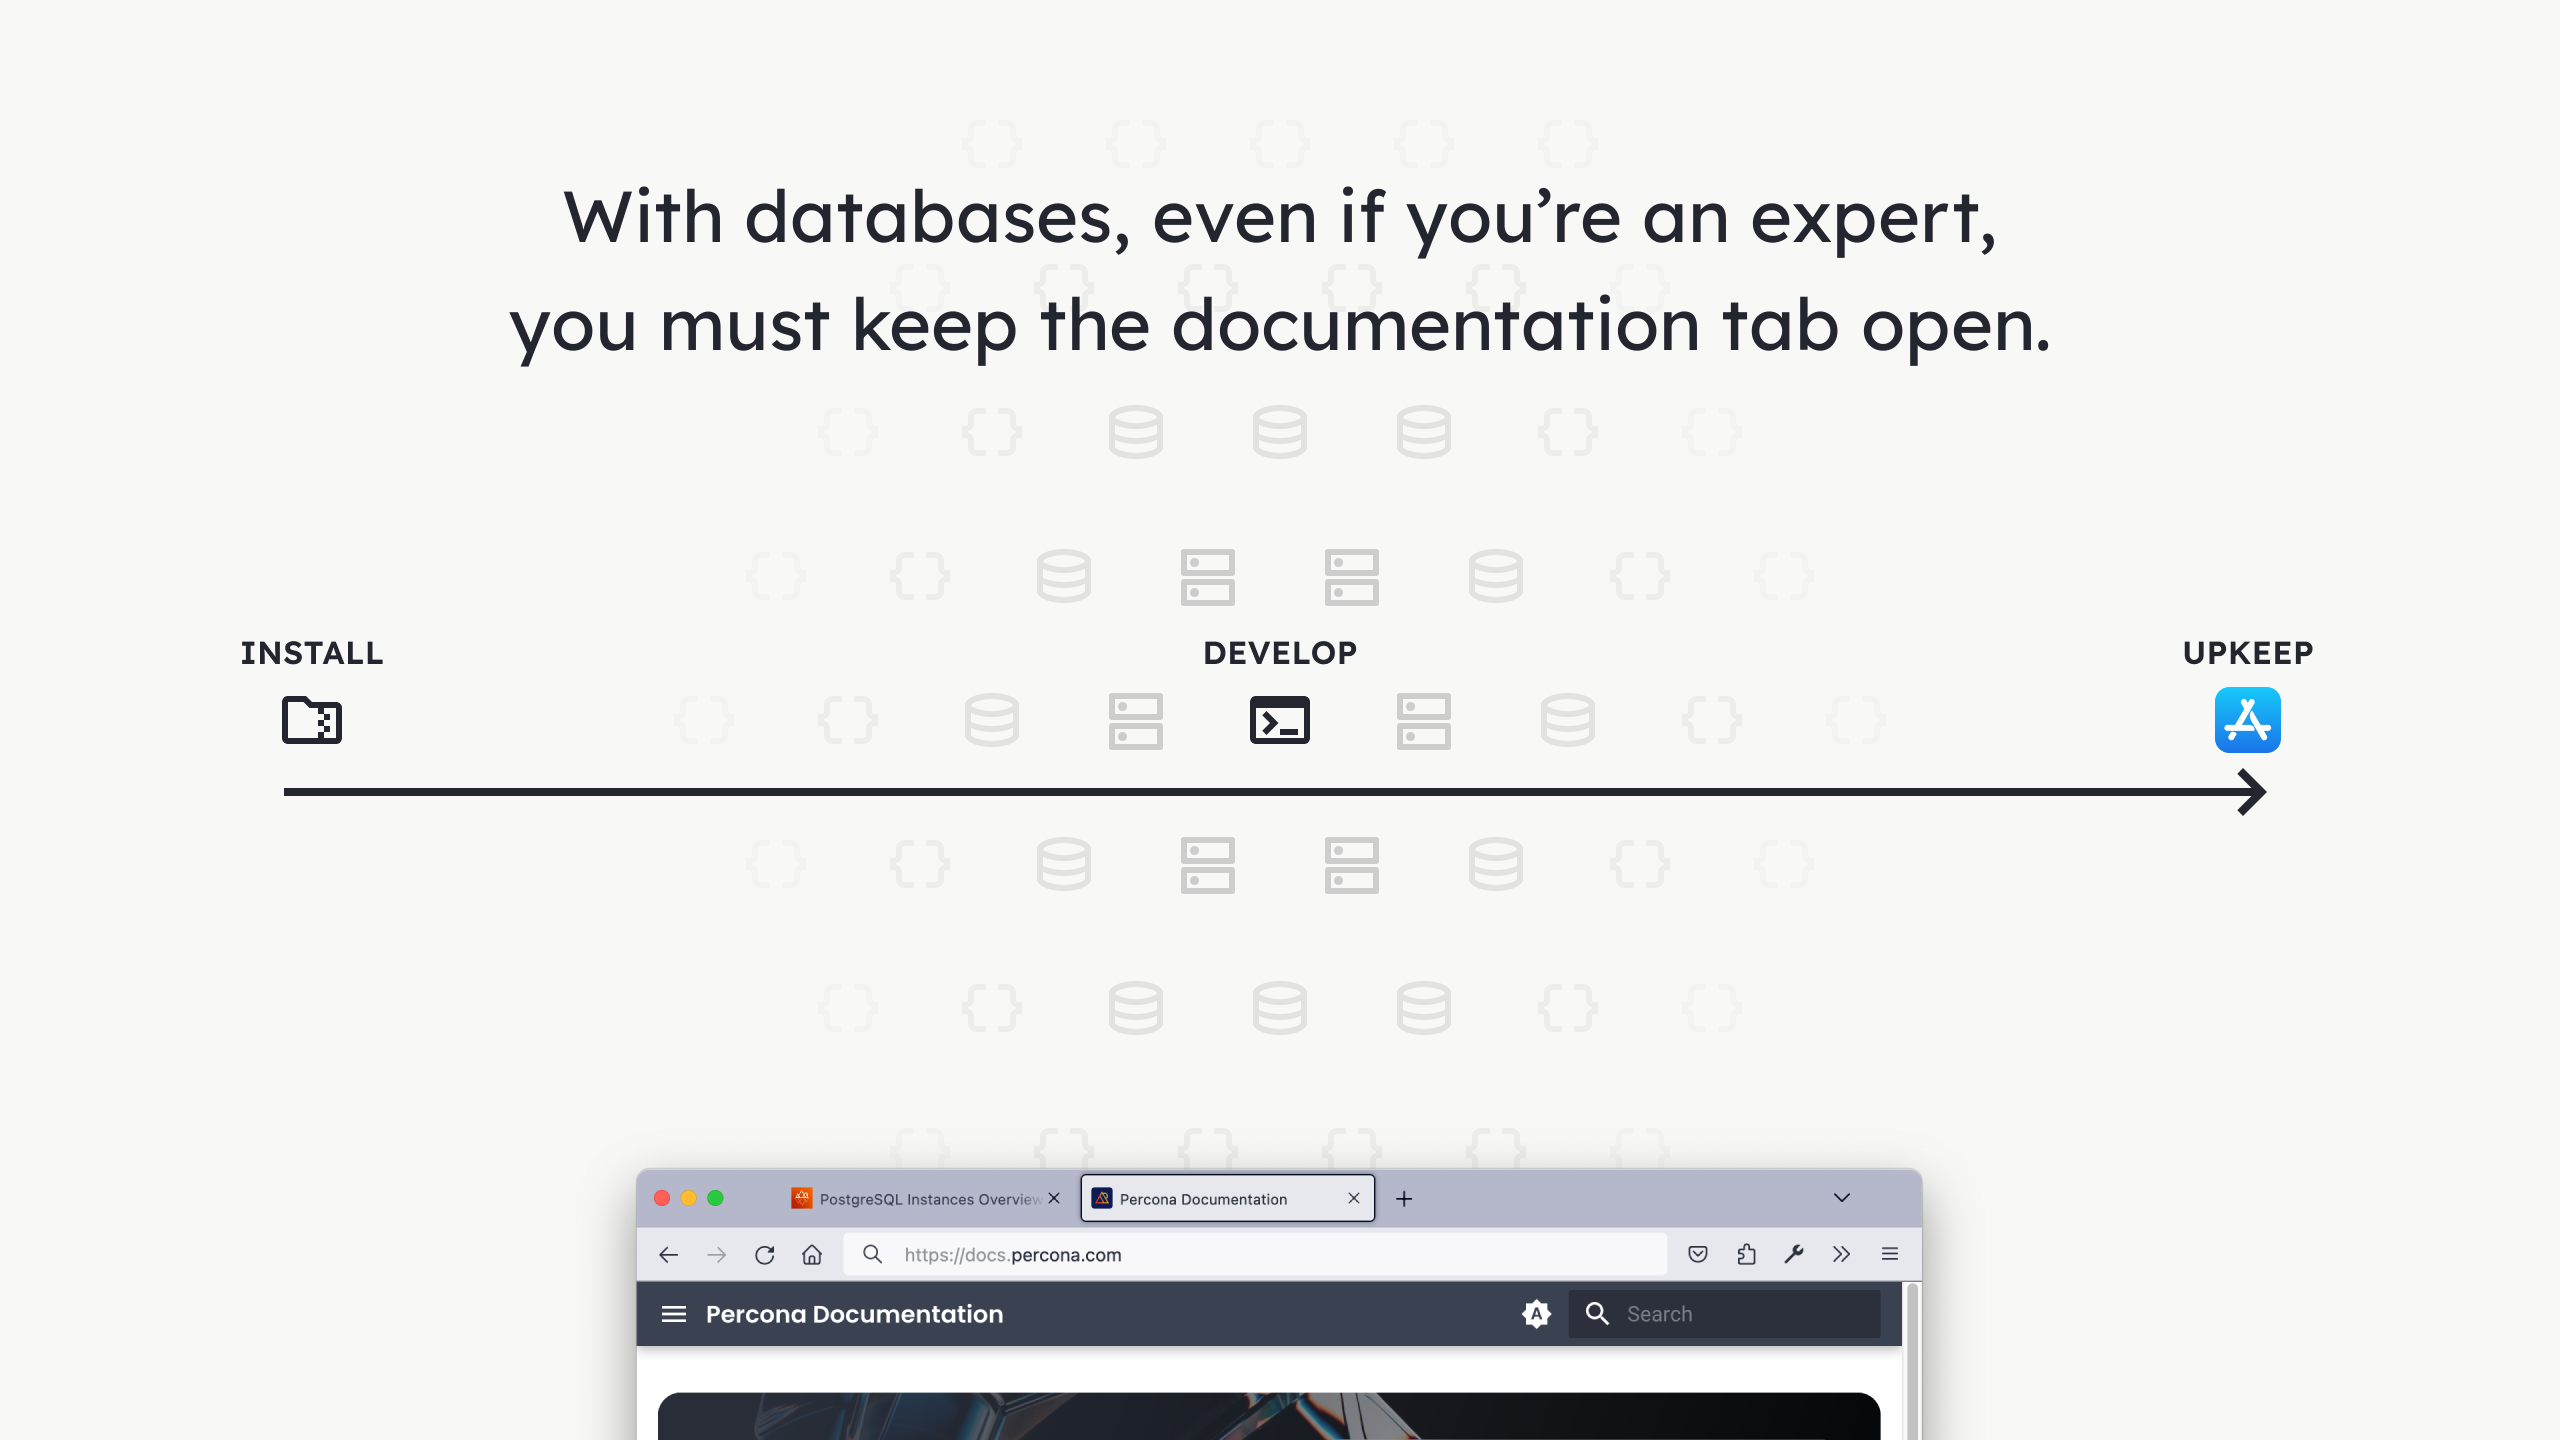 With databases, even if you’re an expert,
you must keep the documentation tab open.
INSTALL
DEVELOP
UPKEEP
PostgreSQL Instances Overview
Percona Documentation
https://docs.percona.com
Percona Documentation
A
Search